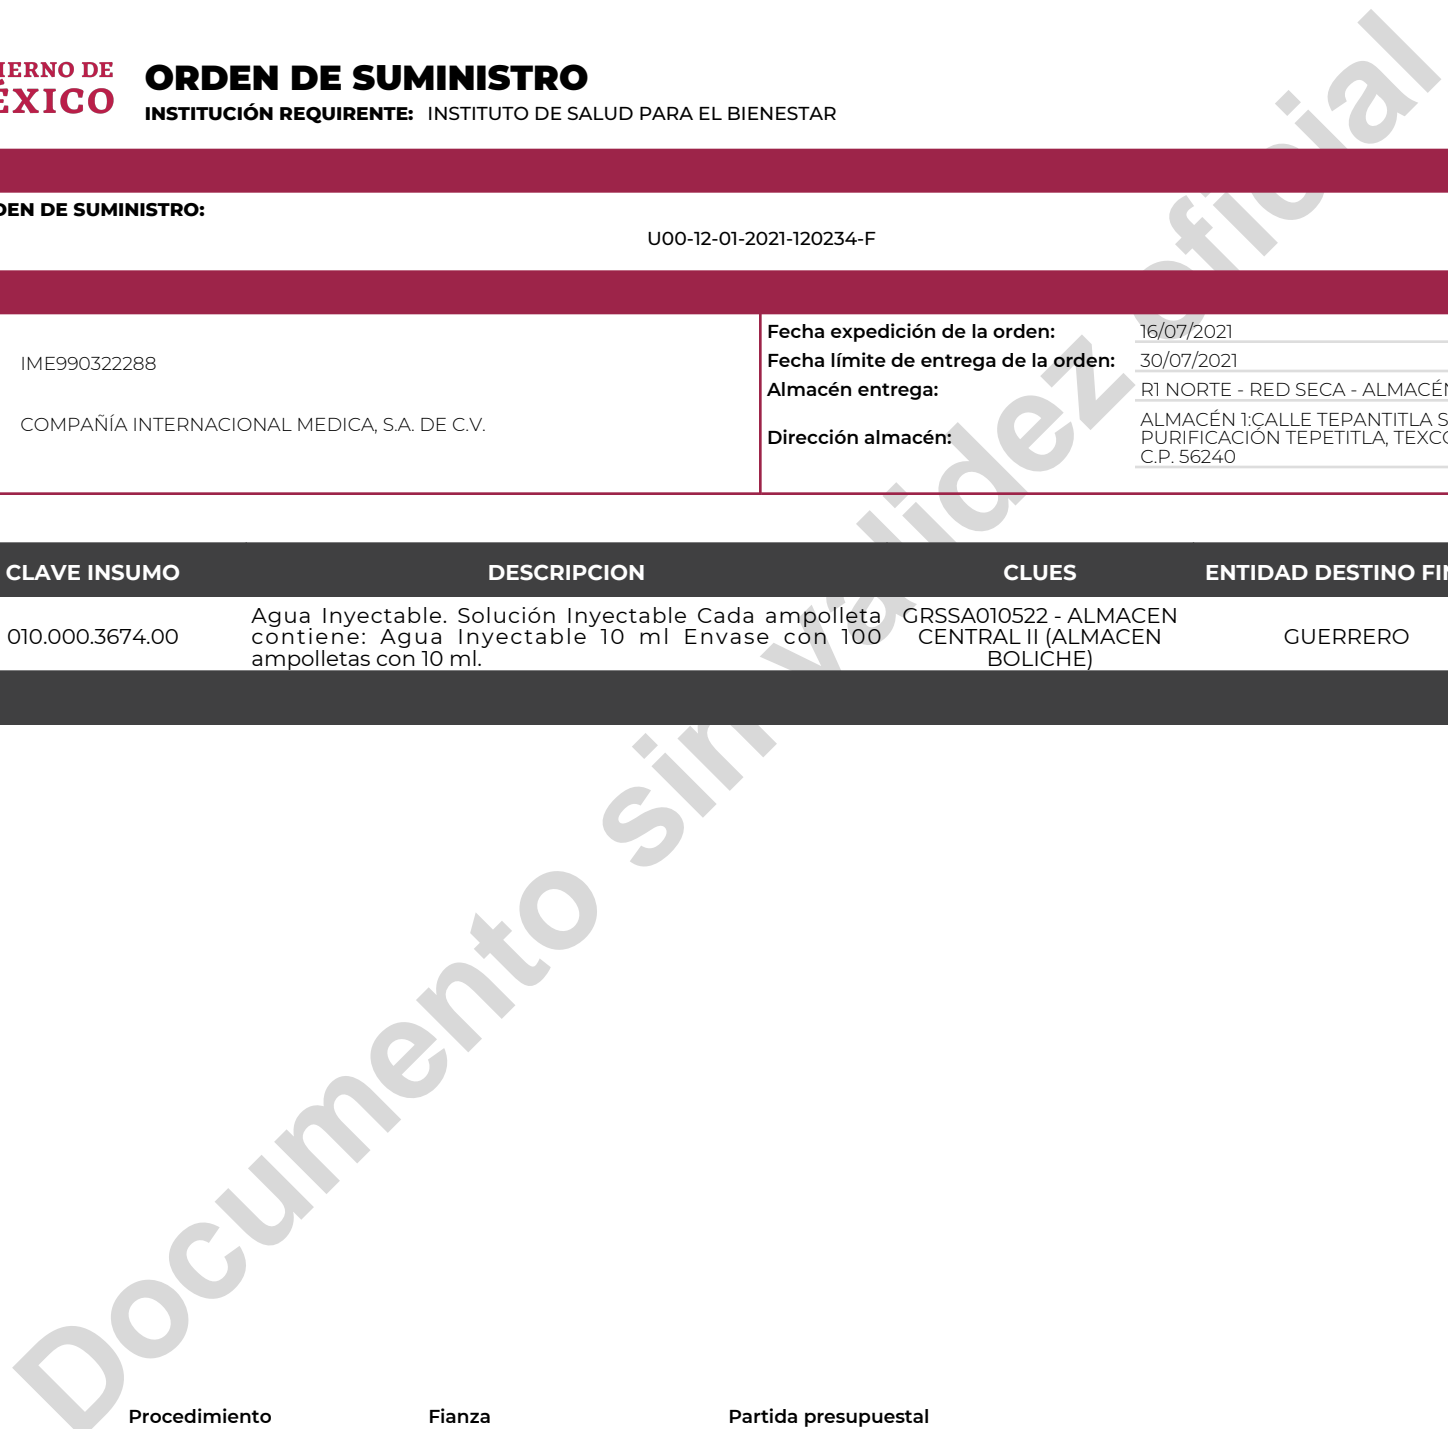 IERNO DE
ÉXICO
ORDEN DE SUMINISTRO
INSTITUCIÓN REQUIRENTE: INSTITUTO DE SALUD PARA EL BIENESTAR
DEN DE SUMINISTRO:
U00-12-01-2021-120234-F
IME990322288
COMPAÑÍA INTERNACIONAL MEDICA, S.A. DE C.V.
Fecha expedición de la orden: 16/07/2021
Fecha límite de entrega de la orden: 30/07/2021
Almacén entrega: R1 NORTE - RED SECA - ALMACÉN
Dirección almacén:
ALMACÉN 1:CALLE TEPANTITLA S
PURIFICACIÓN TEPETITLA, TEXCO
C.P. 56240
CLAVE INSUMO DESCRIPCION CLUES ENTIDAD DESTINO FIN
010.000.3674.00
Agua Inyectable. Solución Inyectable Cada ampolleta
contiene: Agua Inyectable 10 ml Envase con 100
ampolletas con 10 ml.
GRSSA010522 - ALMACEN
CENTRAL II (ALMACEN
BOLICHE)
GUERRERO
Documento sin validez oficial
Procedimiento Fianza Partida presupuestal